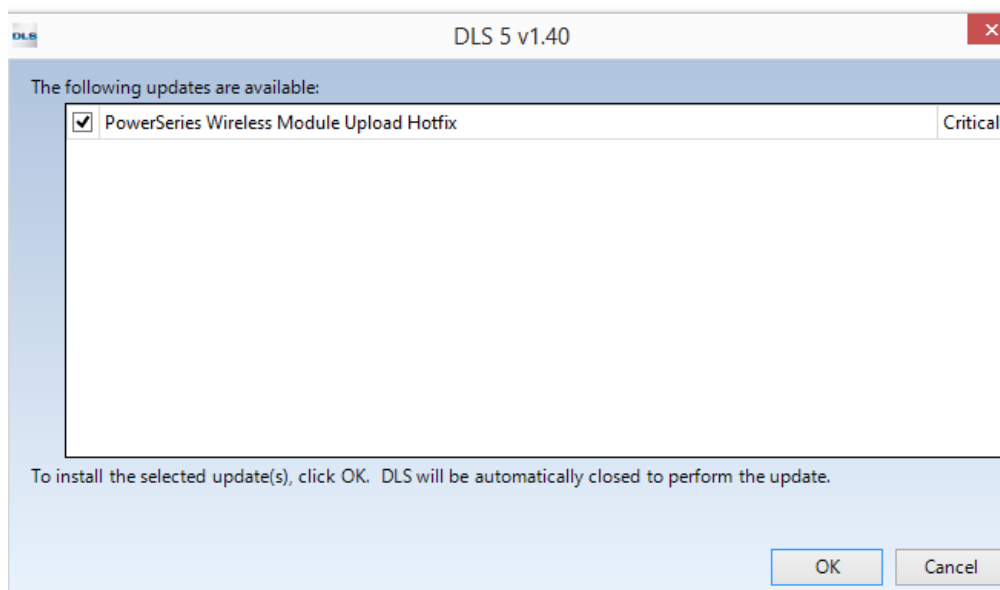 DLS
DLS 5 v1.40
The following updates are available:
PowerSeries Wireless Module Upload Hotfix Critical
To install the selected update(s), click OK. DLS will be automatically closed to perform the update.
OK Cancel